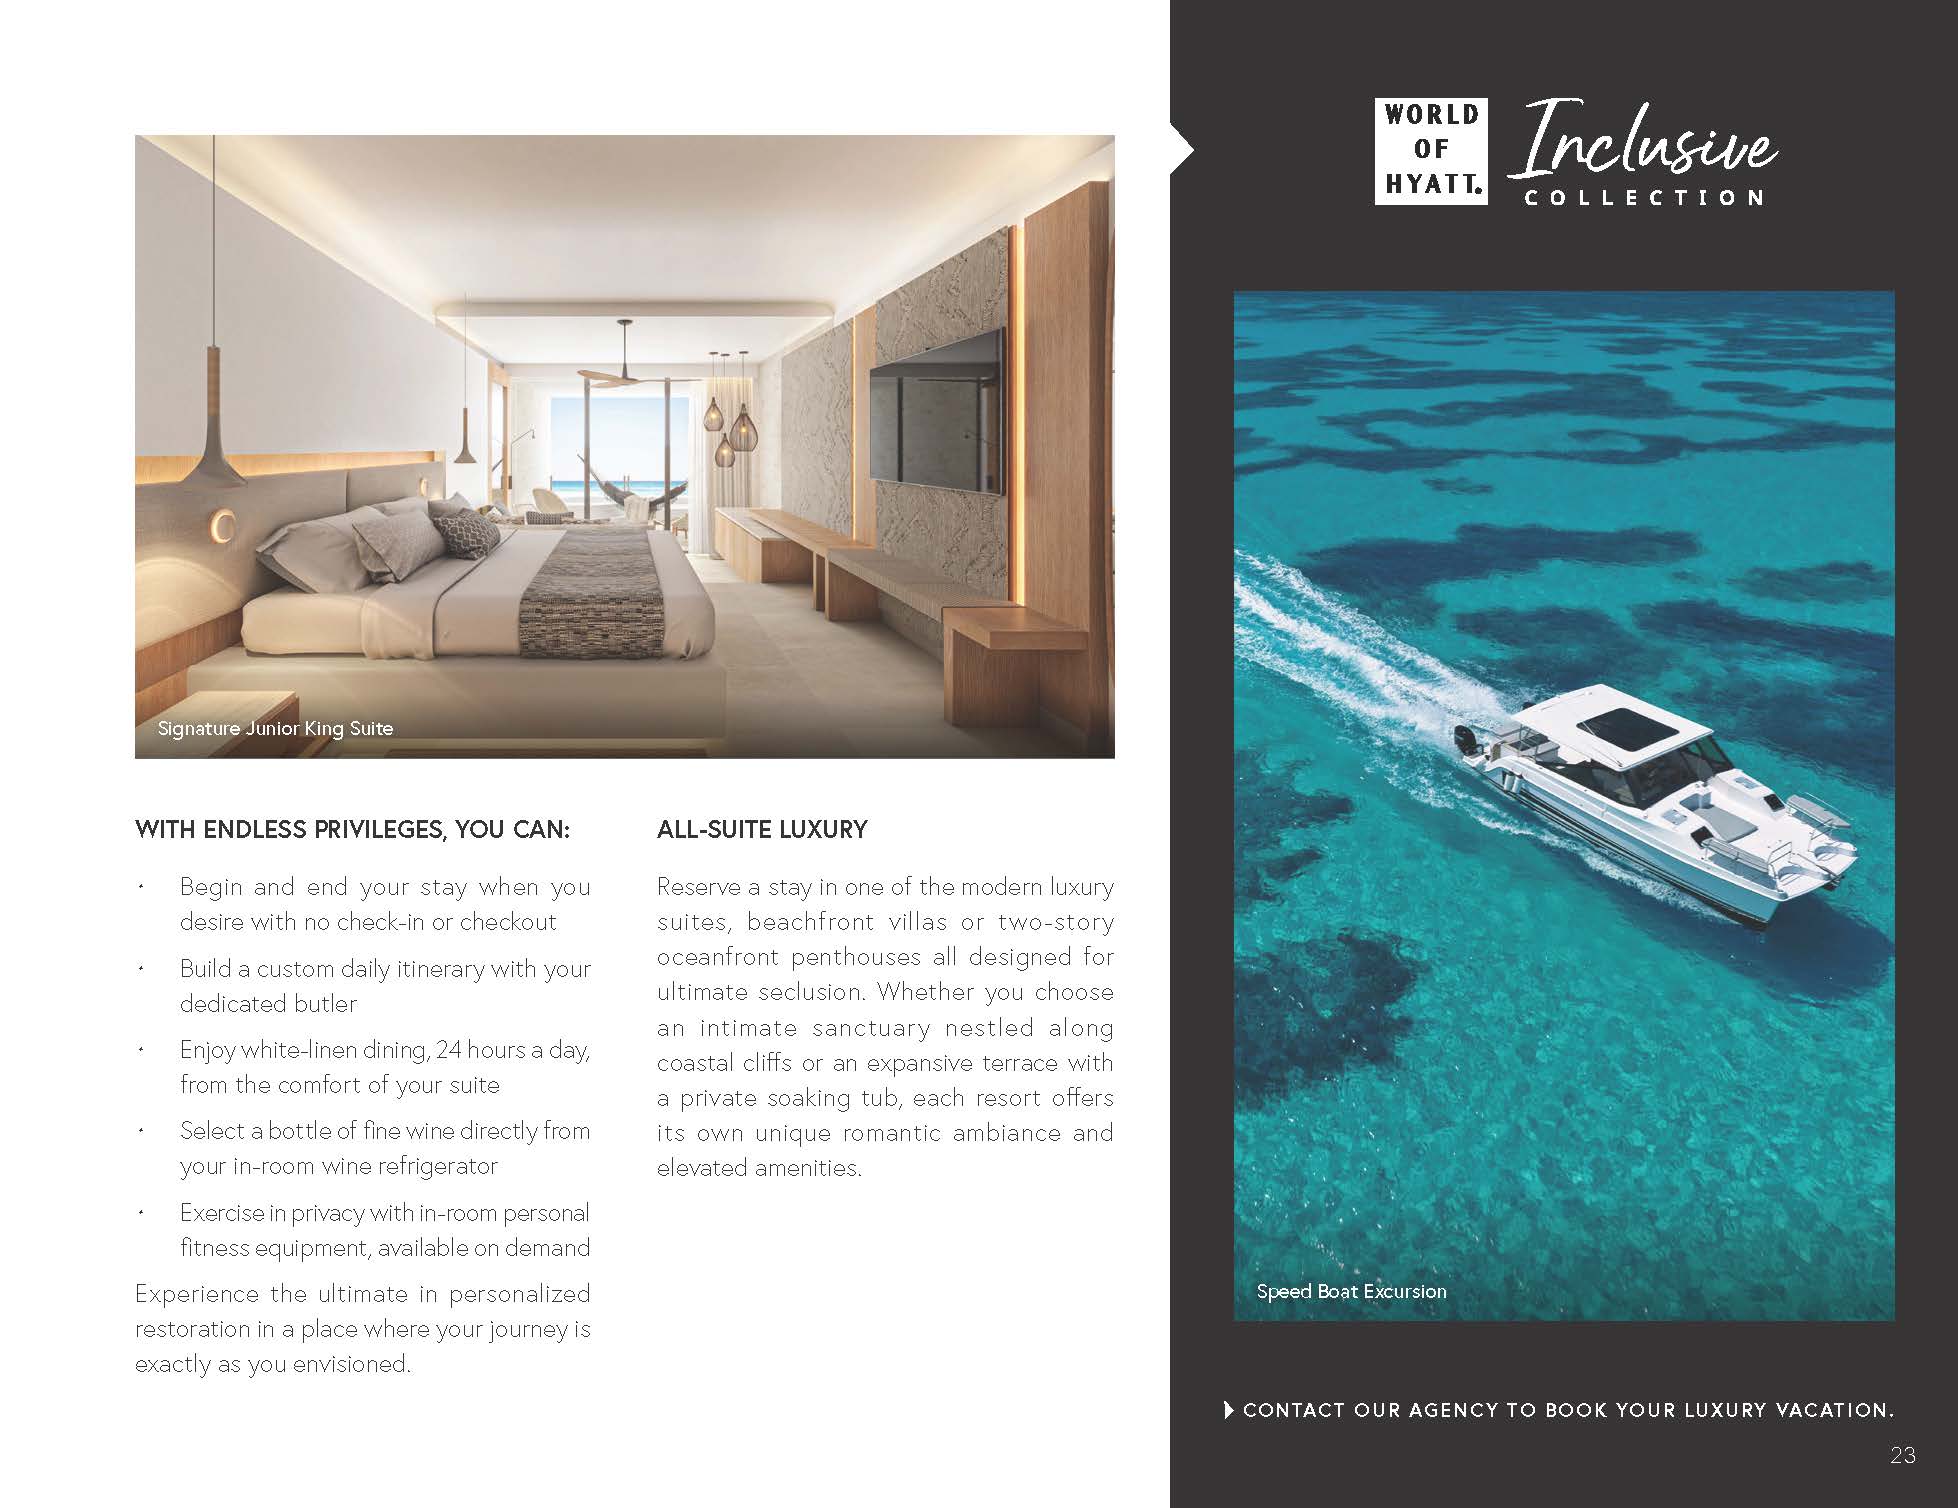 Signature Junior King Suite
WITH ENDLESS PRIVILEGES, YOU CAN:
• Begin and end your stay when you
desire with no check-in or checkout
• Build a custom daily itinerary with your
dedicated butler
• Enjoy white-linen dining, 24 hours a day,
from the comfort of your suite
• Select a bottle of fine wine directly from
your in-room wine refrigerator
• Exercise in privacy with in-room personal
fitness equipment, available on demand
Experience the ultimate in personalized
restoration in a place where your journey is
exactly as you envisioned.
ALL-SUITE LUXURY
Reserve a stay in one of the modern luxury
suites, beachfront villas or two-story
oceanfront penthouses all designed for
ultimate seclusion. Whether you choose
an intimate sanctuary nestled along
coastal cliffs or an expansive terrace with
a private soaking tub, each resort offers
its own unique romantic ambiance and
elevated amenities.
WORLD
OF
HYATT.
Inclusive
COLLECTION
Speed Boat Excursion
CONTACT OUR AGENCY TO BOOK YOUR LUXURY VACATION.
23